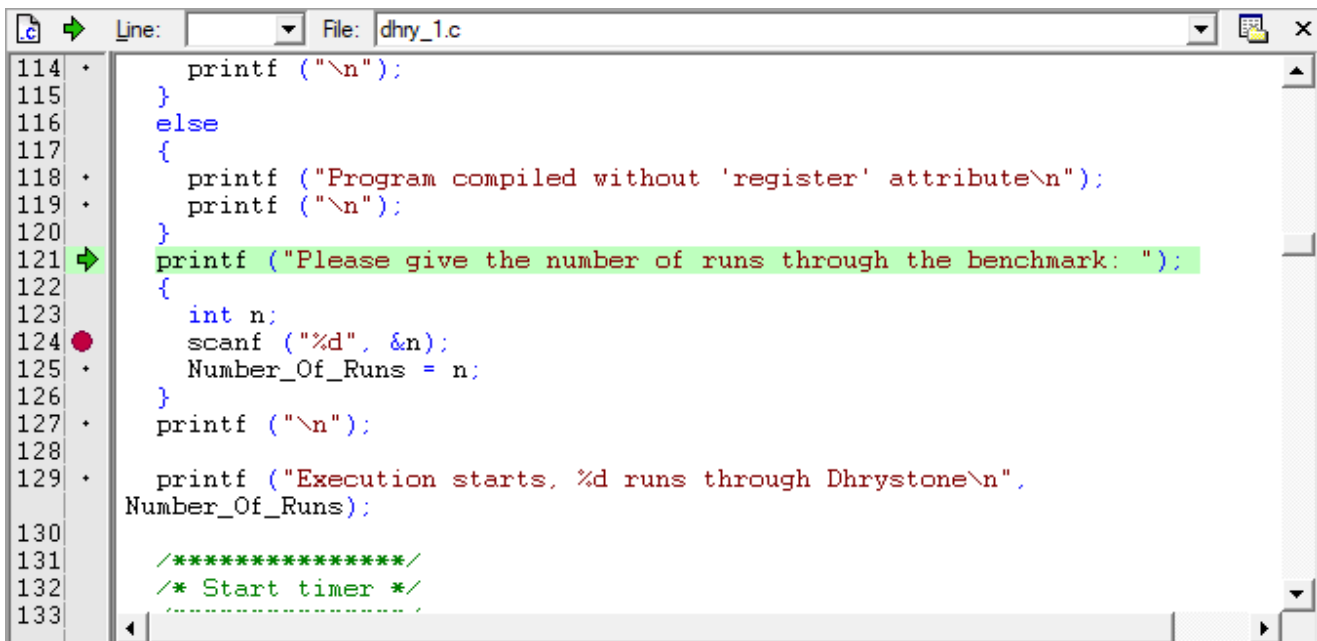 .c Line: File: dhry_1.c
114 printf ("\n");
115 }
116 else
117 {
118 printf ("Program compiled without 'register' attribute\n");
119 printf ("\n");
120 }
121 printf ("Please give the number of runs through the benchmark: ");
122 {
123 int n;
124 scanf ("%d", &n);
125 Number_Of_Runs = n;
126 }
127 printf ("\n");
128
129 printf ("Execution starts, %d runs through Dhrystone\n",
Number_Of_Runs);
130
131 /***************/
132 /* Start timer */
133